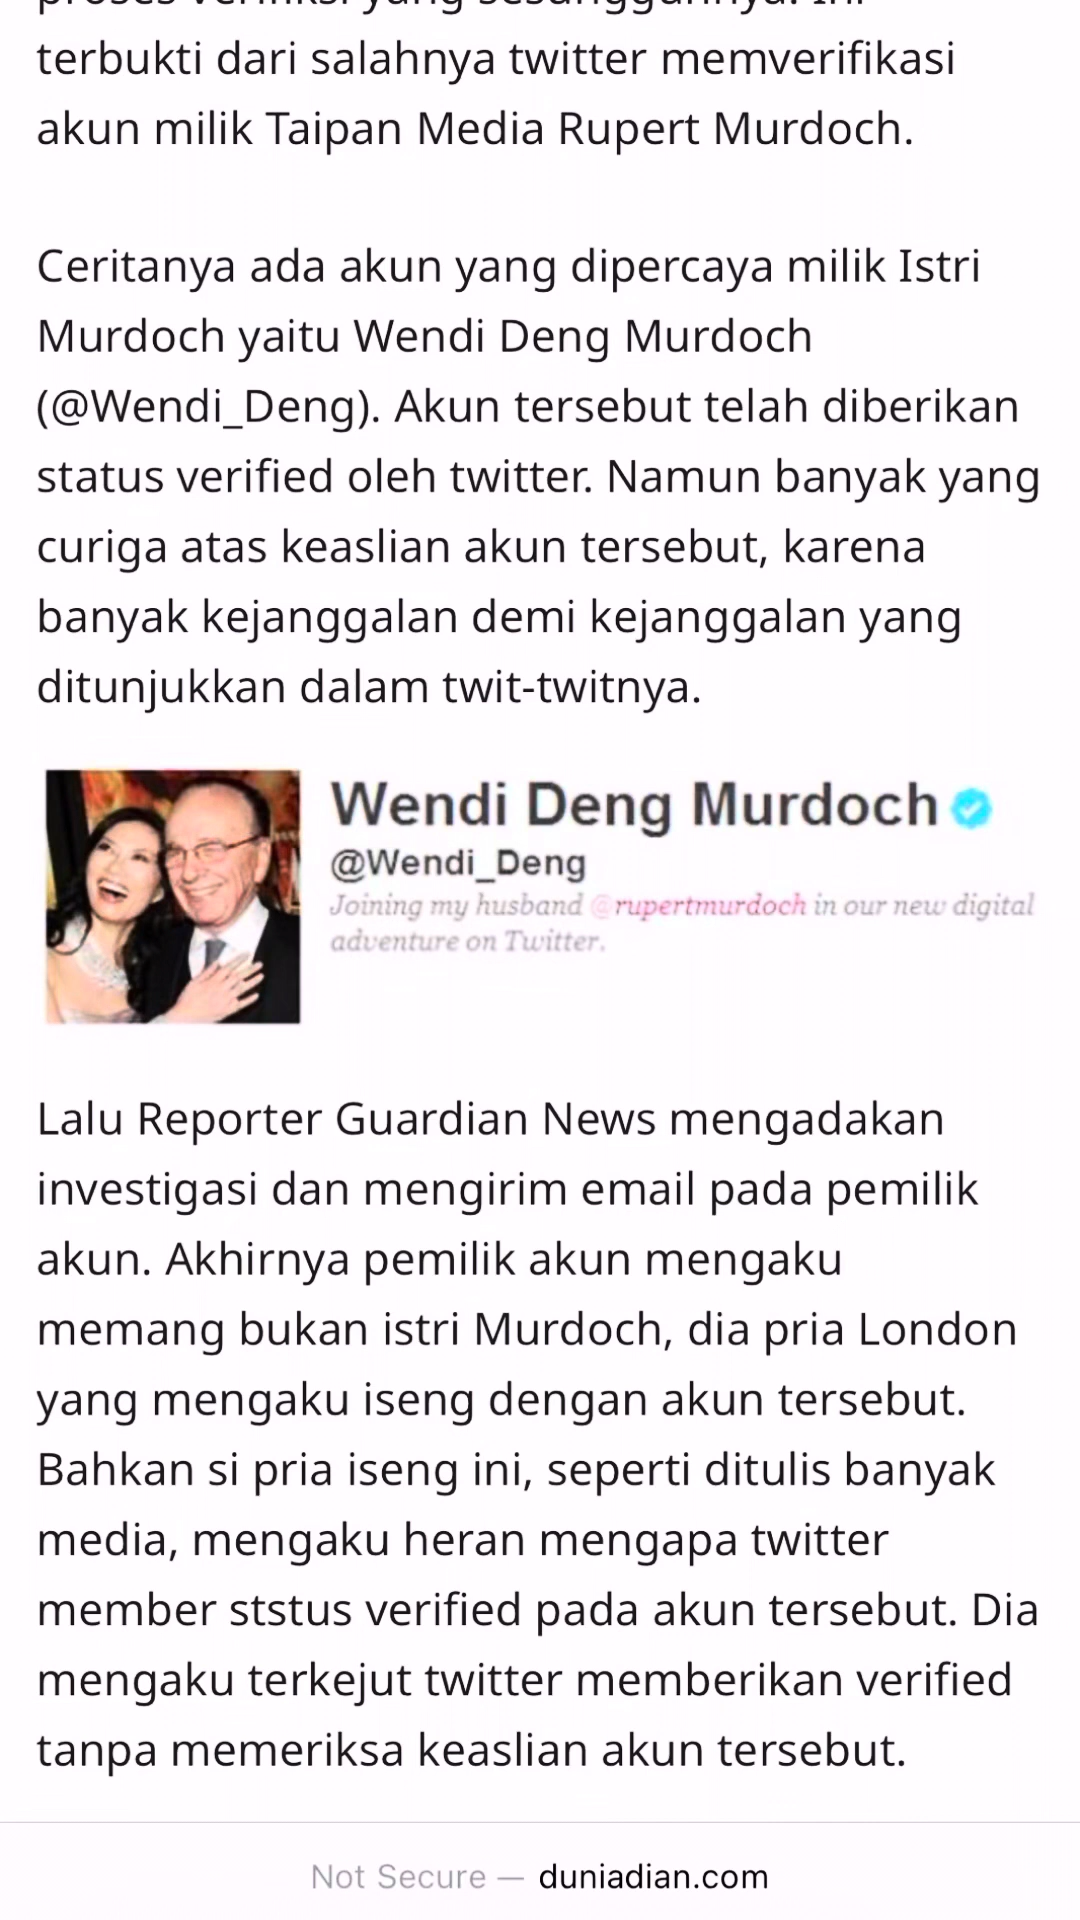 proses verifiksi yang sesungguhnya. Ini
terbukti dari salahnya twitter memverifikasi
akun milik Taipan Media Rupert Murdoch.
Ceritanya ada akun yang dipercaya milik Istri
Murdoch yaitu Wendi Deng Murdoch
(@Wendi_Deng). Akun tersebut telah diberikan
status verified oleh twitter. Namun banyak yang
curiga atas keaslian akun tersebut, karena
banyak kejanggalan demi kejanggalan yang
ditunjukkan dalam twit-twitnya.
Wendi Deng Murdoch
@Wendi_Deng
Joining my husband @rupertmurdoch in our new digital
adventure on Twitter.
Lalu Reporter Guardian News mengadakan
investigasi dan mengirim email pada pemilik
akun. Akhirnya pemilik akun mengaku
memang bukan istri Murdoch, dia pria London
yang mengaku iseng dengan akun tersebut.
Bahkan si pria iseng ini, seperti ditulis banyak
media, mengaku heran mengapa twitter
member ststus verified pada akun tersebut. Dia
mengaku terkejut twitter memberikan verified
tanpa memeriksa keaslian akun tersebut.
Not Secure — duniadian.com